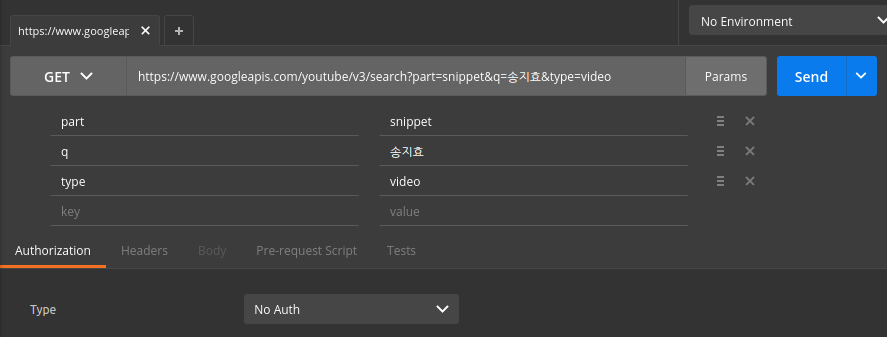 https://www.googleap
No Environment
GET https://www.googleapis.com/youtube/v3/search?part=snippet&q=송지효&type=video Params Send
part snippet
q 송지효
type video
key value
Authorization Headers Body Pre-request Script Tests
Type No Auth